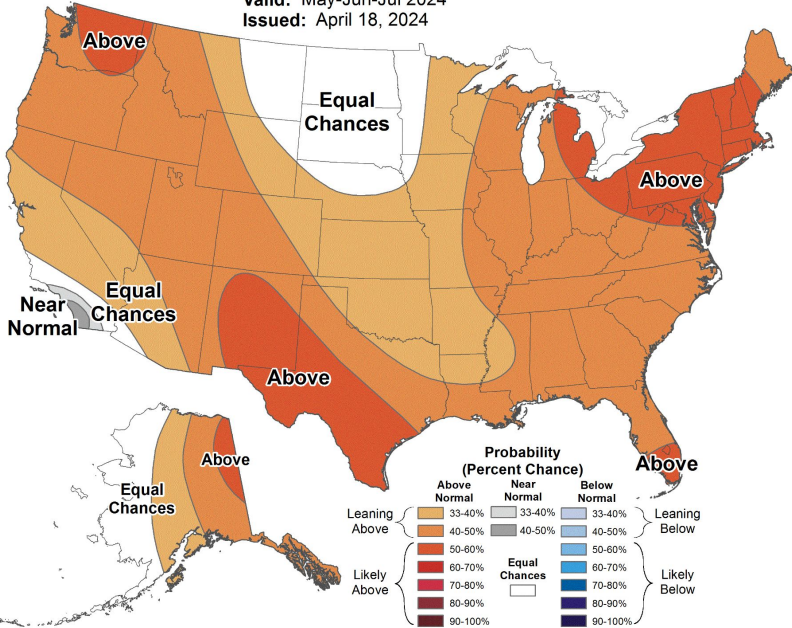 Valid: May-Jun-Jul 2024
Issued: April 18, 2024
Above
Equal
Chances
Above
Equal
Chances
Near
Normal
Above
Above
Equal
Chances
Above
Probability
(Percent Chance)
Above
Normal
Near
Normal
Below
Normal
Leaning
Above
33-40%
33-40%
33-40%
Leaning
Below
40-50%
40-50%
40-50%
Likely
Above
50-60%
60-70%
70-80%
80-90%
90-100%
Equal
Chances
50-60%
60-70%
70-80%
80-90%
90-100%
Likely
Below